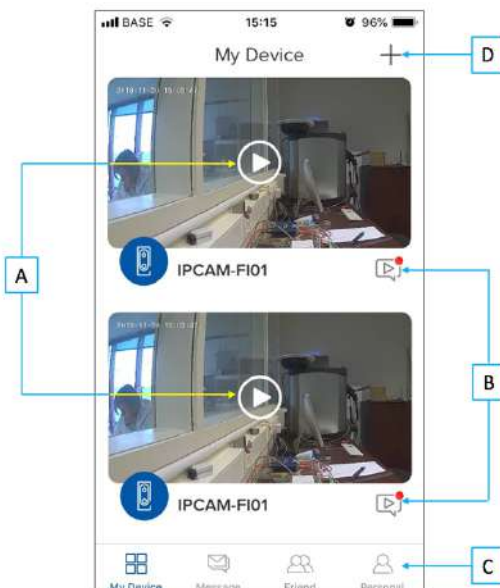 BASE 15:15 96%
My Device
D
A
IPCAM-FI01
B
IPCAM-FI01
My Device Message Friend Personal
C